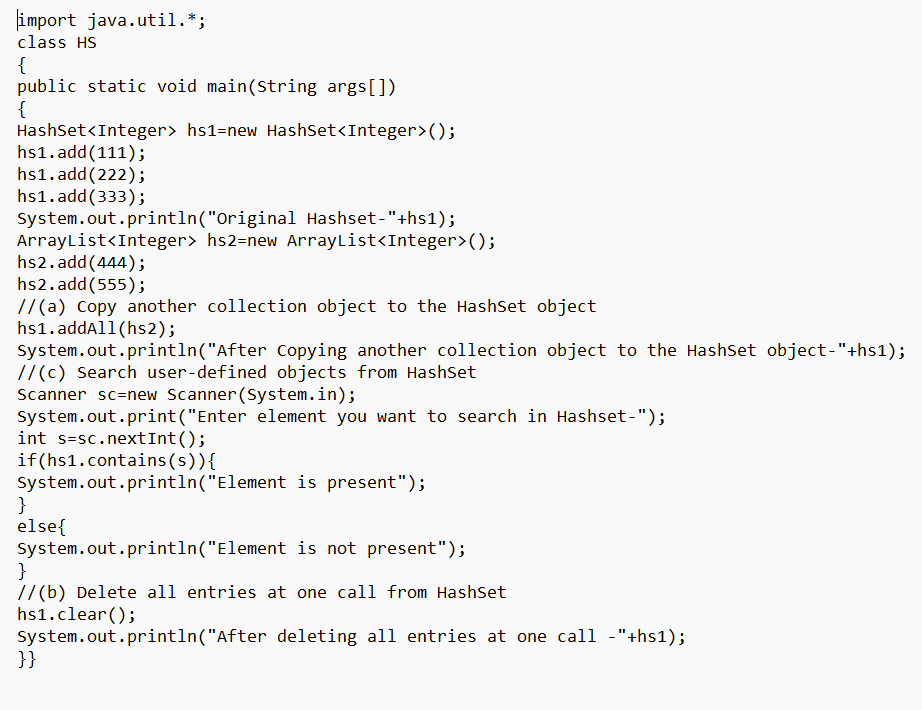 import java.util.*;
class HS
{
public static void main(String args[])
{
HashSet<Integer> hs1=new HashSet<Integer>();
hs1.add(111);
hs1.add(222);
hs1.add(333);
System.out.println("Original Hashset-"+hs1);
ArrayList<Integer> hs2=new ArrayList<Integer>();
hs2.add(444);
hs2.add(555);
//(a) Copy another collection object to the HashSet object
hs1.addAll(hs2);
System.out.println("After Copying another collection object to the HashSet object-"+hs1);
//(c) Search user-defined objects from HashSet
Scanner sc=new Scanner(System.in);
System.out.print("Enter element you want to search in Hashset-");
int s=sc.nextInt();
if(hs1.contains(s)){
System.out.println("Element is present");
}
else{
System.out.println("Element is not present");
}
//(b) Delete all entries at one call from HashSet
hs1.clear();
System.out.println("After deleting all entries at one call -"+hs1);
}}